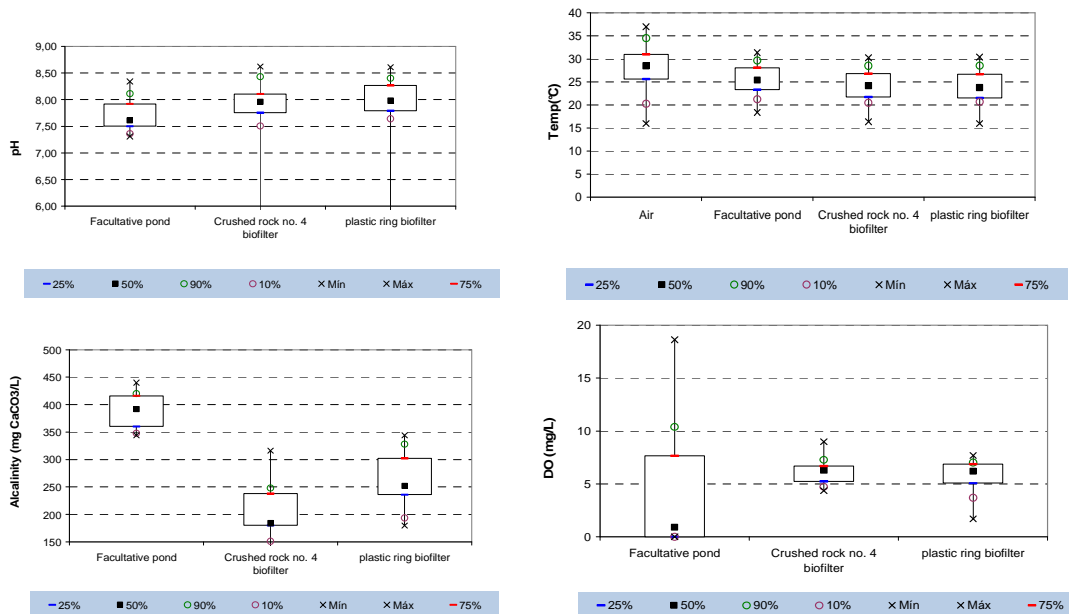 pH
9,00
8,50
8,00
7,50
7,00
6,50
6,00
Facultative pond
Crushed rock no. 4
biofilter
plastic ring biofilter
25% 50% 90% 10% Mín Máx 75%
Temp(ºC)
40
35
30
25
20
15
10
5
0
Air
Facultative pond
Crushed rock no. 4
biofilter
plastic ring biofilter
25% 50% 90% 10% Mín Máx 75%
Alcalinity (mg CaCO3/L)
500
450
400
350
300
250
200
150
Facultative pond
Crushed rock no. 4
biofilter
plastic ring biofilter
25% 50% 90% 10% Mín Máx 75%
DO (mg/L)
20
15
10
5
0
Facultative pond
Crushed rock no. 4
biofilter
plastic ring biofilter
25% 50% 90% 10% Mín Máx 75%